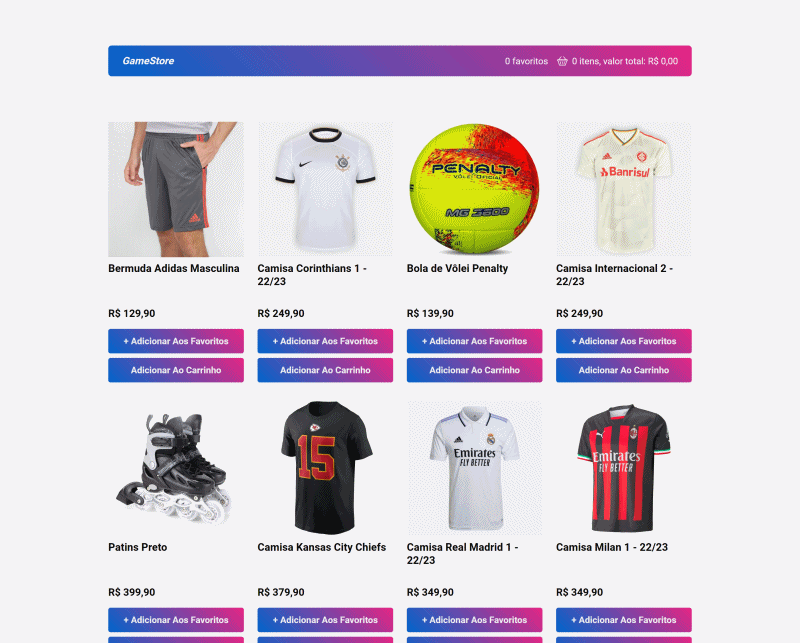 GameStore
0 favoritos
0 itens, valor total: R$ 0,00
PENALTY
VÔLEI OFICIAL
MG 3600
Banrisul
Bermuda Adidas Masculina
Camisa Corinthians 1 -
22/23
Bola de Vôlei Penalty
Camisa Internacional 2 -
22/23
R$ 129,90
R$ 249,90
R$ 139,90
R$ 249,90
+ Adicionar Aos Favoritos
+ Adicionar Aos Favoritos
+ Adicionar Aos Favoritos
+ Adicionar Aos Favoritos
Adicionar Ao Carrinho
Adicionar Ao Carrinho
Adicionar Ao Carrinho
Adicionar Ao Carrinho
15
Emirates
FLY BETTER
Emirates
FLY BETTER
Patins Preto
Camisa Kansas City Chiefs
Camisa Real Madrid 1 -
22/23
Camisa Milan 1 - 22/23
R$ 399,90
R$ 379,90
R$ 349,90
R$ 349,90
+ Adicionar Aos Favoritos
+ Adicionar Aos Favoritos
+ Adicionar Aos Favoritos
+ Adicionar Aos Favoritos